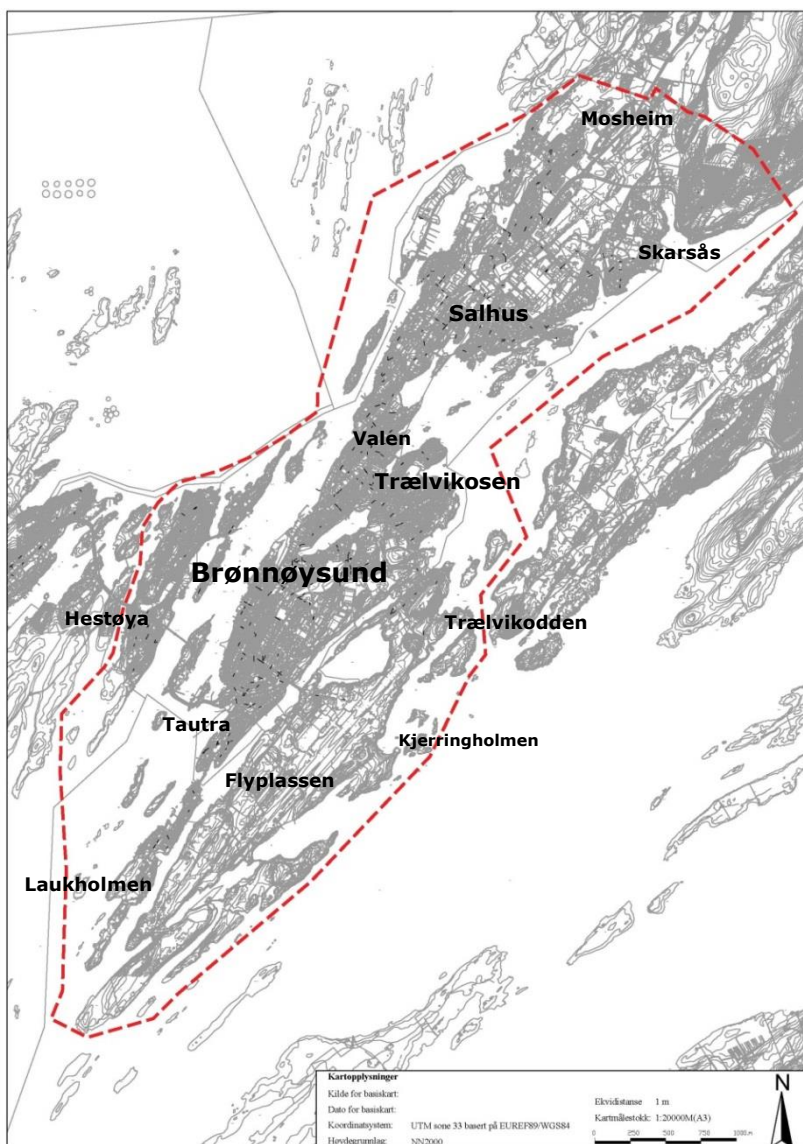 Mosheim
Skarsås
Salhus
Valen
Trælvikosen
Brønnøysund
Hestøya
Trælvikodden
Tautra
Kjerringholmen
Flyplassen
Laukholmen
Kartopplysninger
Kilde for basiskart:
Dato for basiskart:
Koordinatsystem: UTM sone 33 basert på EUREF89/WGS84
Høydegrunnlag: NN2000
Ekvidistanse 1 m
Kartmålestokk: 1:20000M(A3)
0 250 500 750 1000m
N